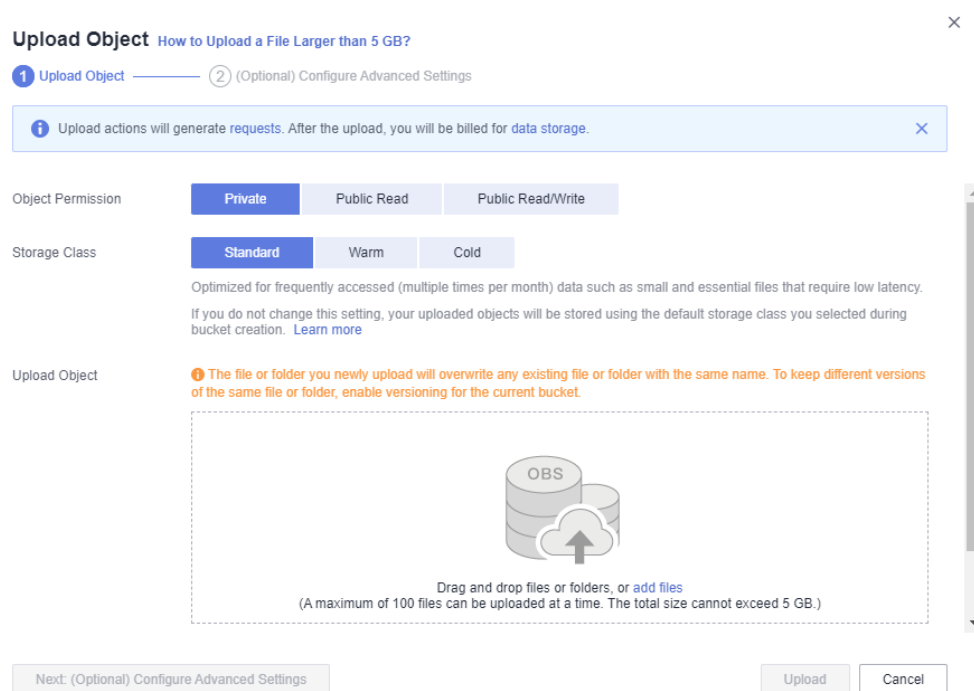 Upload Object How to Upload a File Larger than 5 GB?
1 Upload Object 2 (Optional) Configure Advanced Settings
Upload actions will generate requests. After the upload, you will be billed for data storage.
Object Permission Private Public Read Public Read/Write
Storage Class Standard Warm Cold
Optimized for frequently accessed (multiple times per month) data such as small and essential files that require low latency.
If you do not change this setting, your uploaded objects will be stored using the default storage class you selected during
bucket creation. Learn more
Upload Object The file or folder you newly upload will overwrite any existing file or folder with the same name. To keep different versions
of the same file or folder, enable versioning for the current bucket.
OBS
Drag and drop files or folders, or add files
(A maximum of 100 files can be uploaded at a time. The total size cannot exceed 5 GB.)
Next: (Optional) Configure Advanced Settings Upload Cancel